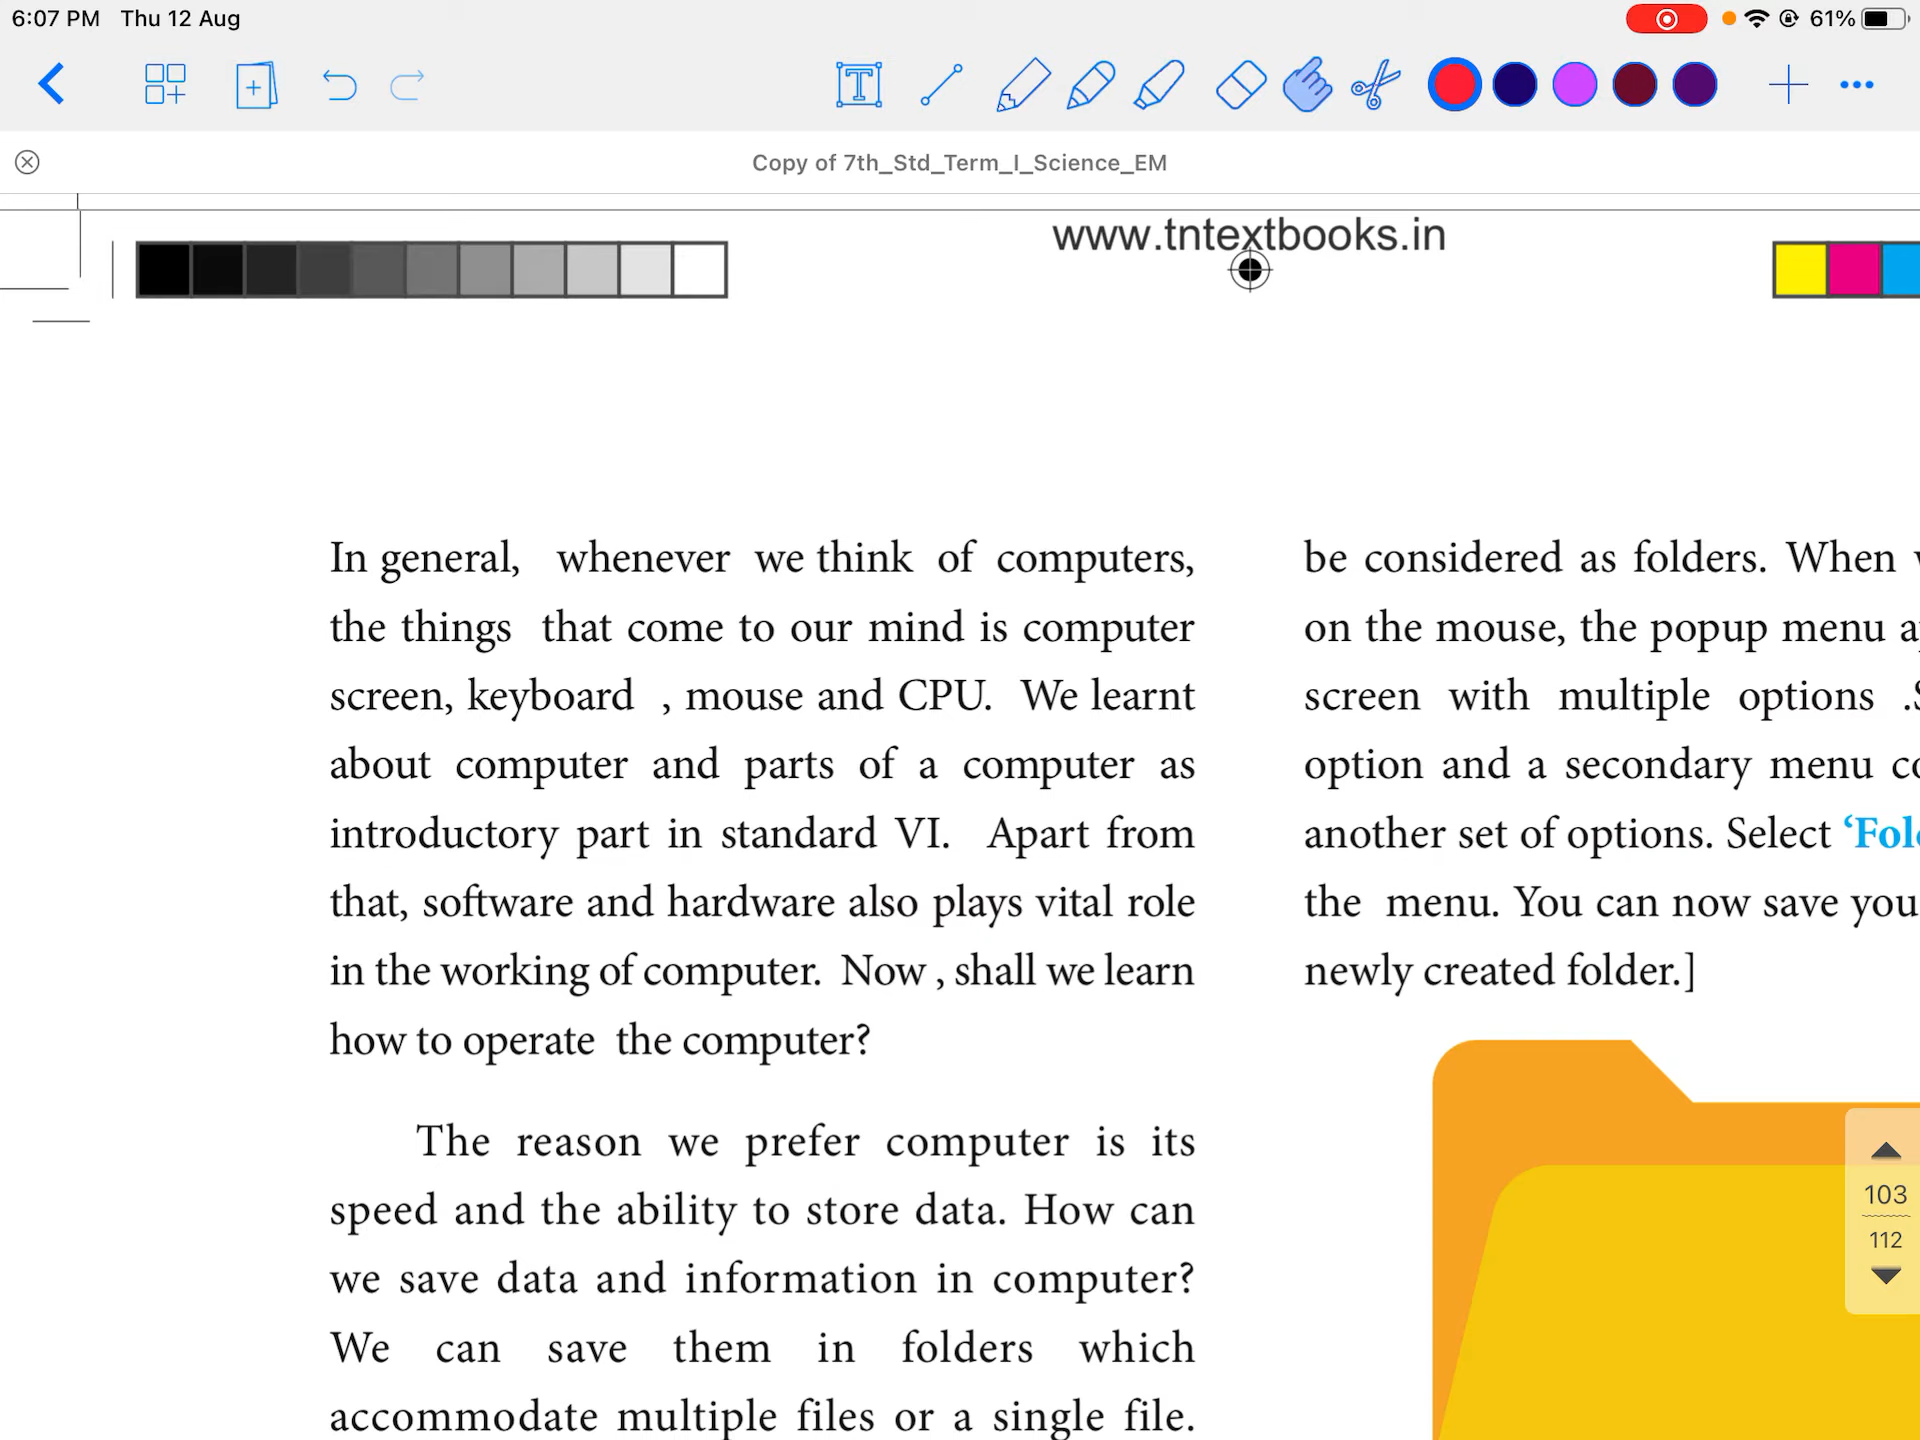 6:07 PM Thu 12 Aug
61%
Copy of 7th_Std_Term_I_Science_EM
www.tntextbooks.in
In general, whenever we think of computers,
the things that come to our mind is computer
screen, keyboard , mouse and CPU. We learnt
about computer and parts of a computer as
introductory part in standard VI. Apart from
that, software and hardware also plays vital role
in the working of computer. Now , shall we learn
how to operate the computer?
The reason we prefer computer is its
speed and the ability to store data. How can
we save data and information in computer?
We can save them in folders which
accommodate multiple files or a single file.
be considered as folders. When
on the mouse, the popup menu
screen with multiple options .
option and a secondary menu
another set of options. Select
the menu. You can now save
newly created folder.]
103
112